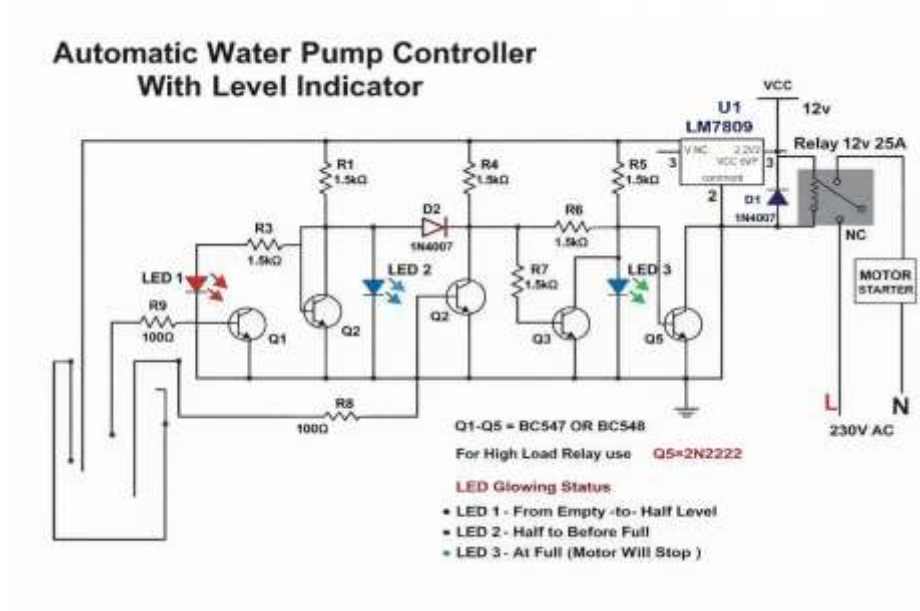 Automatic Water Pump Controller
With Level Indicator
VCC
12v
U1
LM7809
Relay 12v 25A
V NC
3
3
2
D1
1N4007
NC
MOTOR
STARTER
R1
1.5kΩ
R4
1.5kΩ
R5
1.5kΩ
R3
1.5kΩ
D2
1N4007
R6
1.5kΩ
R7
1.5kΩ
LED 1
LED 2
LED 3
R9
100Ω
Q1
Q2
Q2
Q3
Q5
R8
100Ω
L
N
230V AC
Q1-Q5 = BC547 OR BC548
For High Load Relay use Q5=2N2222
LED Glowing Status
• LED 1 - From Empty -to- Half Level
• LED 2 - Half to Before Full
• LED 3 - At Full (Motor Will Stop )